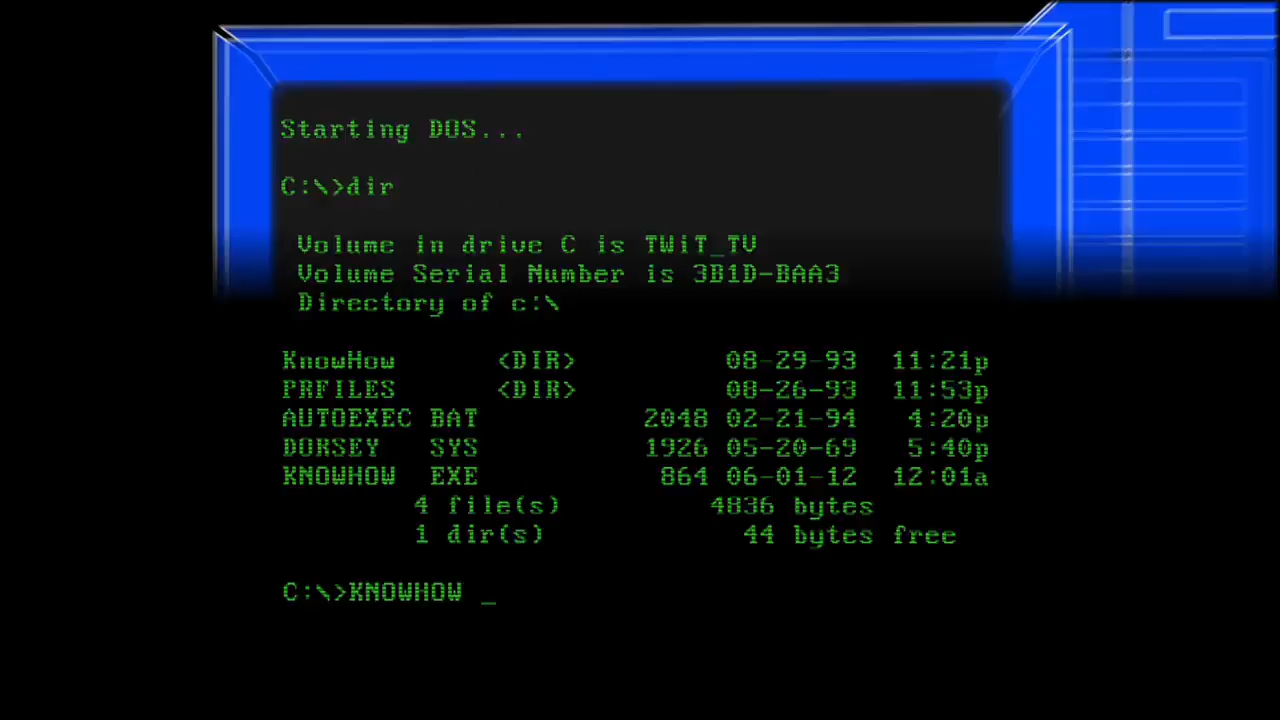 Starting DOS...
C:\>dir
Volume in drive C is TWiT_TV
Volume Serial Number is 3B1D-BAA3
Directory of c:\
KnowHow <DIR> 08-29-93 11:21p
PRFILES <DIR> 08-26-93 11:53p
AUTOEXEC BAT 2048 02-21-94 4:20p
DORSEY SYS 1926 05-20-69 5:40p
KNOWHOW EXE 864 06-01-12 12:01a
4 file(s) 4836 bytes
1 dir(s) 44 bytes free
C:\>KNOWHOW _